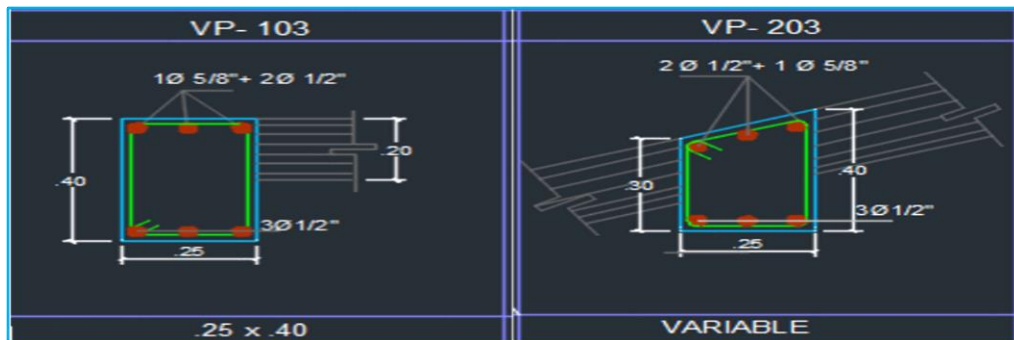 VP- 103
1Ø 5/8"+ 2Ø 1/2"
.40
.20
3Ø1/2"
.25
.25 x .40
VP- 203
2 Ø 1/2"+ 1 Ø 5/8"
.30
.40
3Ø1/2"
.25
VARIABLE